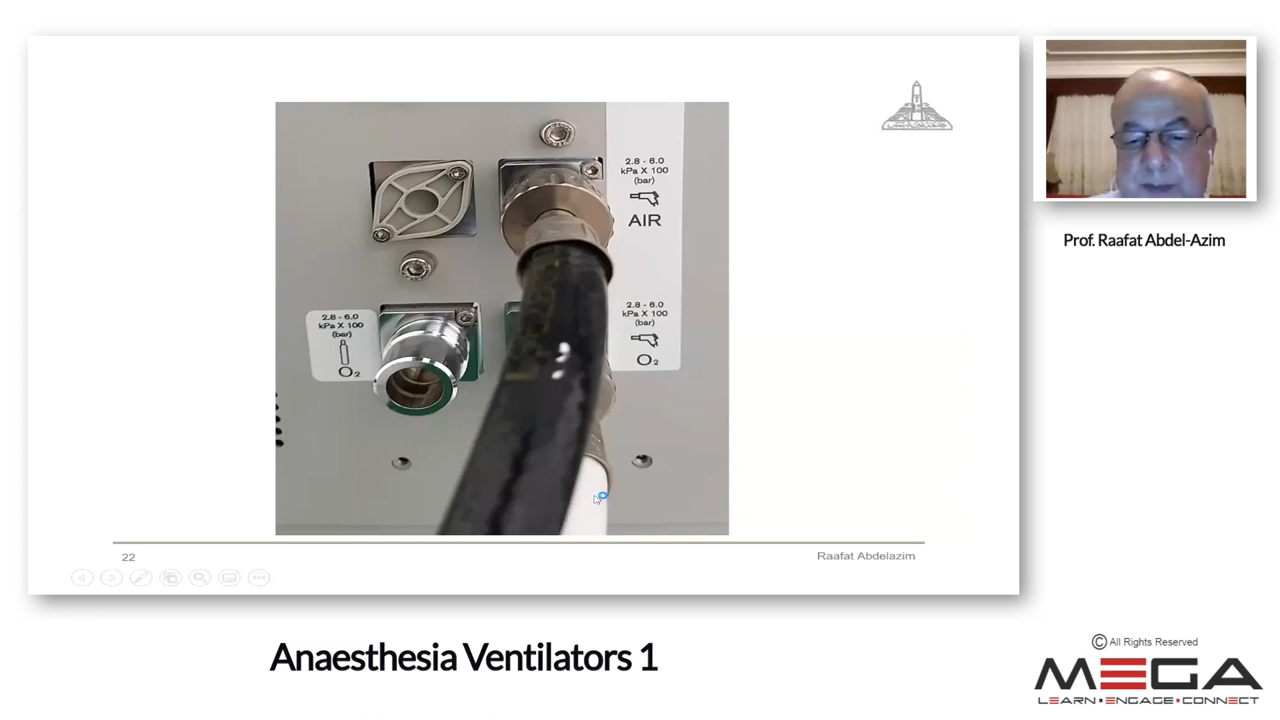 2.8 - 6.0
kPa X 100
(bar)
AIR
2.8 - 6.0
kPa X 100
(bar)
O₂
2.8 - 6.0
kPa X 100
(bar)
O₂
22
Raafat Abdelazim
Prof. Raafat Abdel-Azim
Anaesthesia Ventilators 1
© All Rights Reserved
MEGA
LEARN•ENGAGE•CONNECT